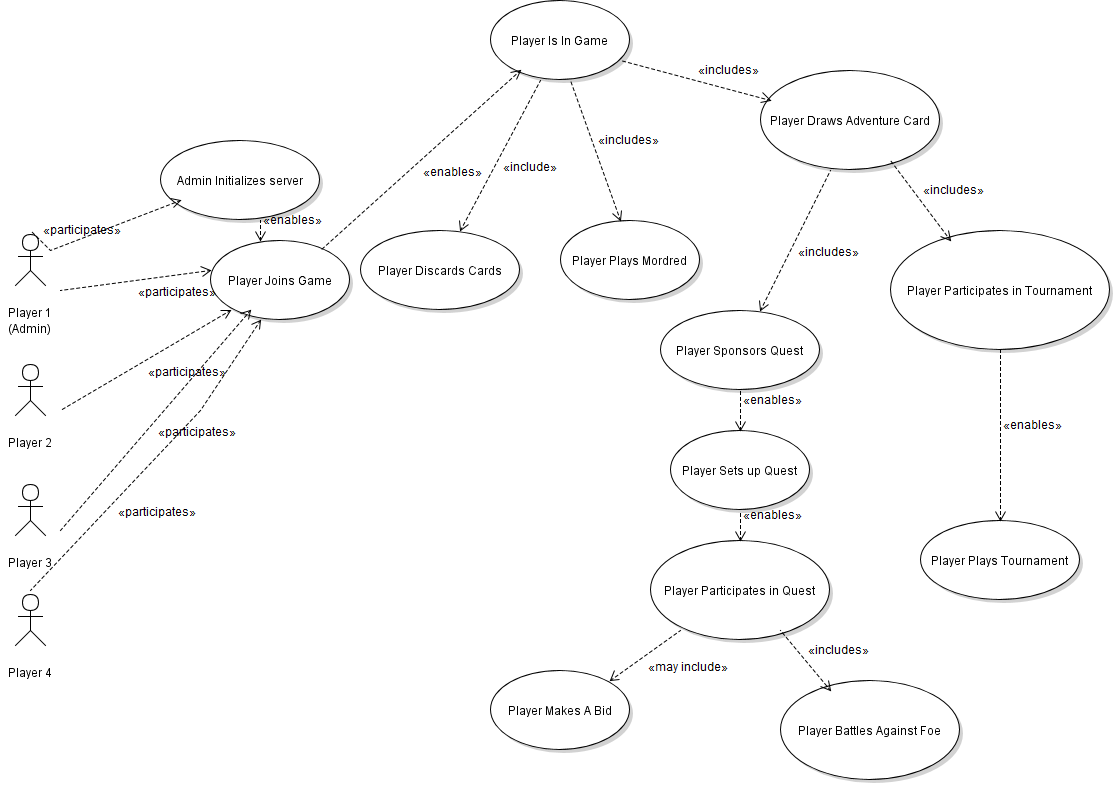 Player Is In Game
«includes»
Player Draws Adventure Card
«includes»
«enables»
«include»
Admin Initializes server
«includes»
«participates»
«enables»
Player 1
(Admin)
Player Joins Game
«participates»
Player Discards Cards
Player Plays Mordred
«includes»
Player Participates in Tournament
Player Sponsors Quest
«participates»
«enables»
Player 2
«participates»
«enables»
Player Sets up Quest
«participates»
«enables»
Player 3
Player Plays Tournament
Player Participates in Quest
Player 4
«may include»
«includes»
Player Makes A Bid
Player Battles Against Foe